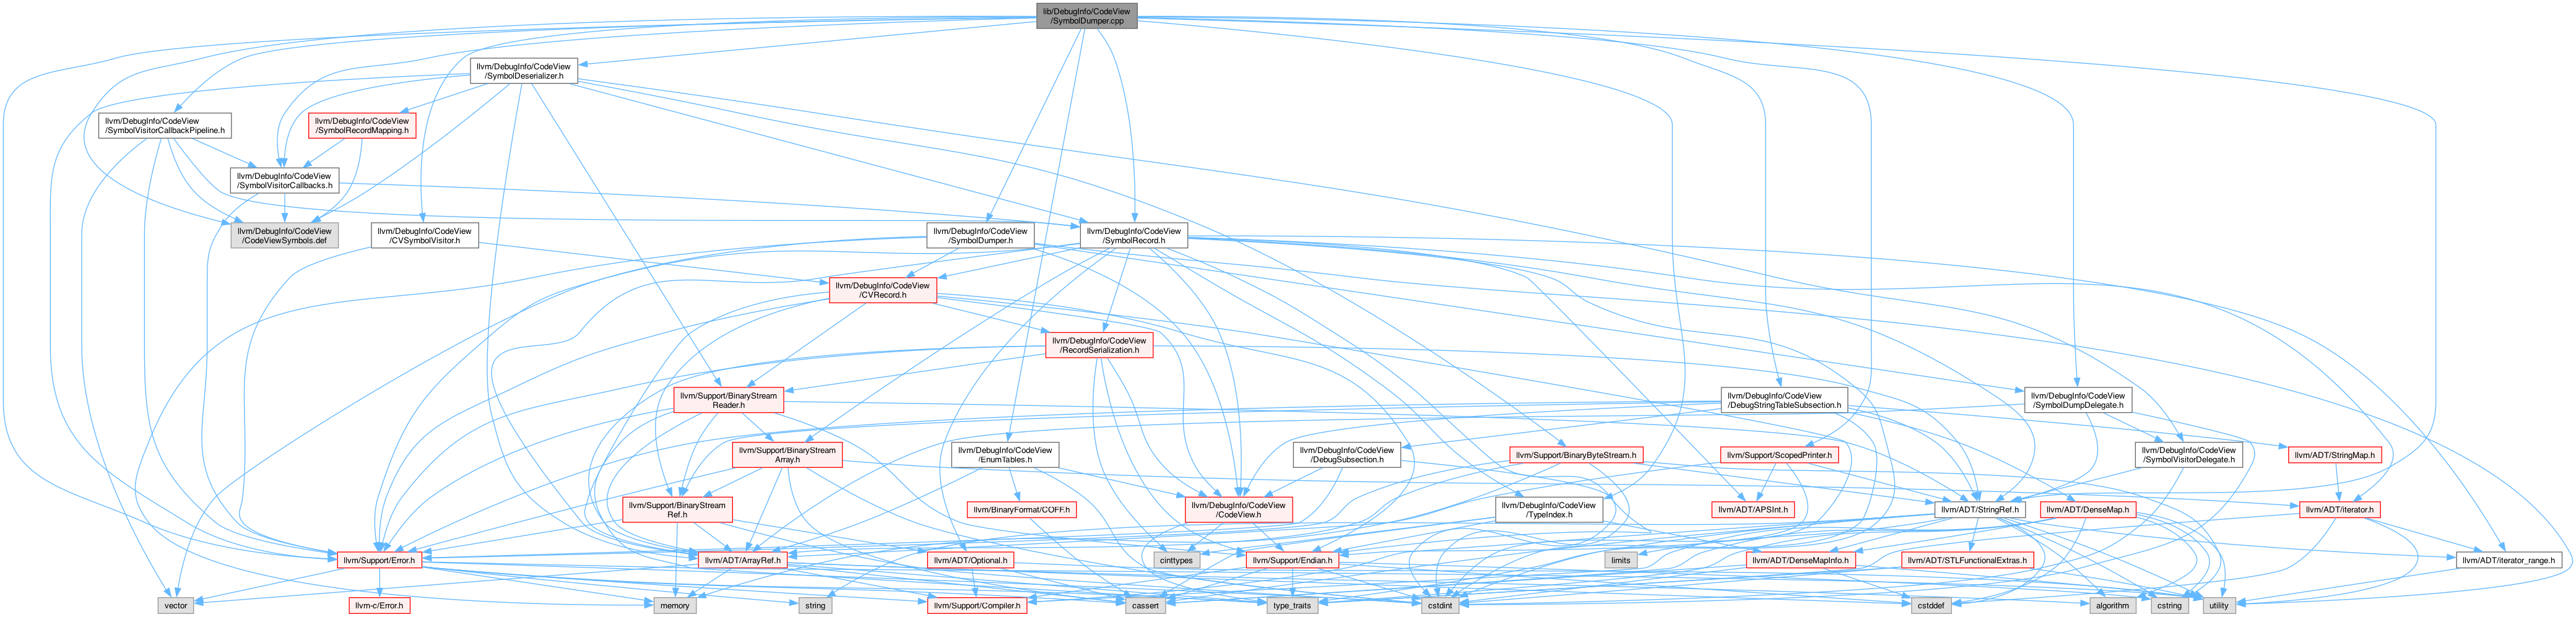 lib/DebugInfo/CodeView
/SymbolDumper.cpp
llvm/DebugInfo/CodeView
/SymbolDeserializer.h
llvm/DebugInfo/CodeView
/SymbolVisitorCallbackPipeline.h
llvm/DebugInfo/CodeView
/SymbolRecordMapping.h
llvm/DebugInfo/CodeView
/SymbolVisitorCallbacks.h
llvm/DebugInfo/CodeView
/CodeViewSymbols.def
llvm/DebugInfo/CodeView
/CVSymbolVisitor.h
llvm/DebugInfo/CodeView
/SymbolDumper.h
llvm/DebugInfo/CodeView
/SymbolRecord.h
llvm/DebugInfo/CodeView
/CVRecord.h
llvm/DebugInfo/CodeView
/RecordSerialization.h
llvm/Support/BinaryStream
Reader.h
llvm/DebugInfo/CodeView
/DebugStringTableSubsection.h
llvm/DebugInfo/CodeView
/SymbolDumpDelegate.h
llvm/Support/BinaryStream
Array.h
llvm/DebugInfo/CodeView
/EnumTables.h
llvm/DebugInfo/CodeView
/DebugSubsection.h
llvm/Support/BinaryByteStream.h
llvm/Support/ScopedPrinter.h
llvm/DebugInfo/CodeView
/SymbolVisitorDelegate.h
llvm/ADT/StringMap.h
llvm/Support/BinaryStream
Ref.h
llvm/BinaryFormat/COFF.h
llvm/DebugInfo/CodeView
/CodeView.h
llvm/DebugInfo/CodeView
/TypeIndex.h
llvm/ADT/APSInt.h
llvm/ADT/StringRef.h
llvm/ADT/DenseMap.h
llvm/ADT/iterator.h
llvm/Support/Error.h
llvm/ADT/ArrayRef.h
llvm/ADT/Optional.h
cinttypes
llvm/Support/Endian.h
limits
llvm/ADT/DenseMapInfo.h
llvm/ADT/STLFunctionalExtras.h
llvm/ADT/iterator_range.h
vector
llvm-c/Error.h
memory
string
llvm/Support/Compiler.h
cassert
type_traits
cstdint
cstddef
algorithm
cstring
utility